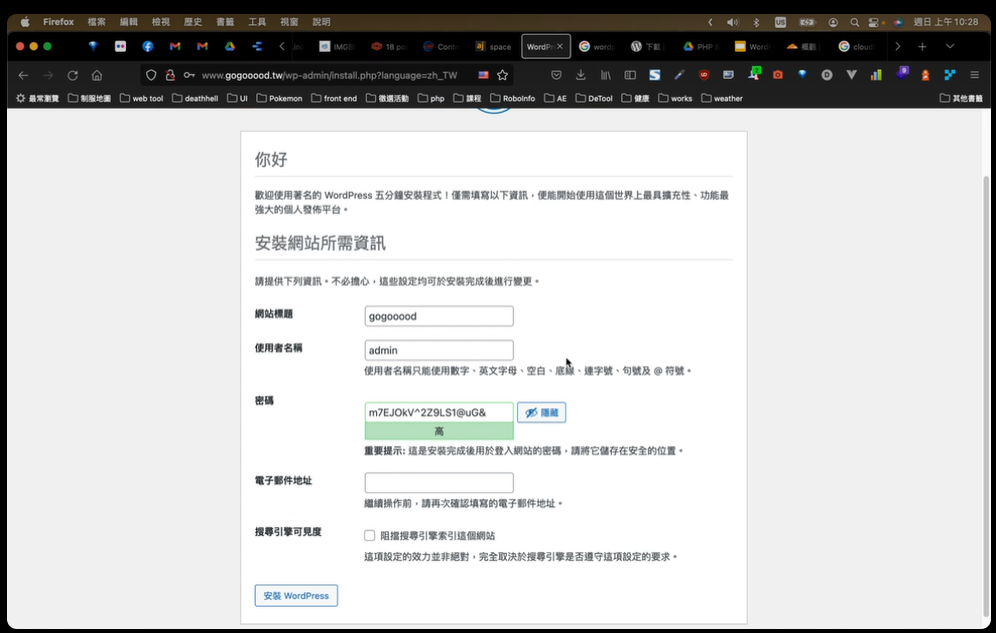 Firefox 檔案 編輯 檢視 歷史 書籤 工具 視窗 說明
US
週日 上午10:28
IMGB
18 po
Cont
space
WordPr ×
word
下載
PHP
Word
概觀
cloud
www.gogooood.tw/wp-admin/install.php?language=zh_TW
最常瀏覽 制服地圖 web tool deathhell UI Pokemon front end 徵選活動 php 課程 RoboInfo AE DeTool 健康 works weather 其他書籤
你好
歡迎使用著名的 WordPress 五分鐘安裝程式！僅需填寫以下資訊，便能開始使用這個世界上最具擴充性、功能最
強大的個人發佈平台。
安裝網站所需資訊
請提供下列資訊。不必擔心，這些設定均可於安裝完成後進行變更。
網站標題 gogooood
使用者名稱 admin
使用者名稱只能使用數字、英文字母、空白、底線、連字號、句號及 @ 符號。
密碼
m7EJOkV^2Z9LS1@uG& 隱藏
高
重要提示: 這是安裝完成後用於登入網站的密碼，請將它儲存在安全的位置。
電子郵件地址
繼續操作前，請再次確認填寫的電子郵件地址。
搜尋引擎可見度
阻擋搜尋引擎索引這個網站
這項設定的效力並非絕對，完全取決於搜尋引擎是否遵守這項設定的要求。
安裝 WordPress